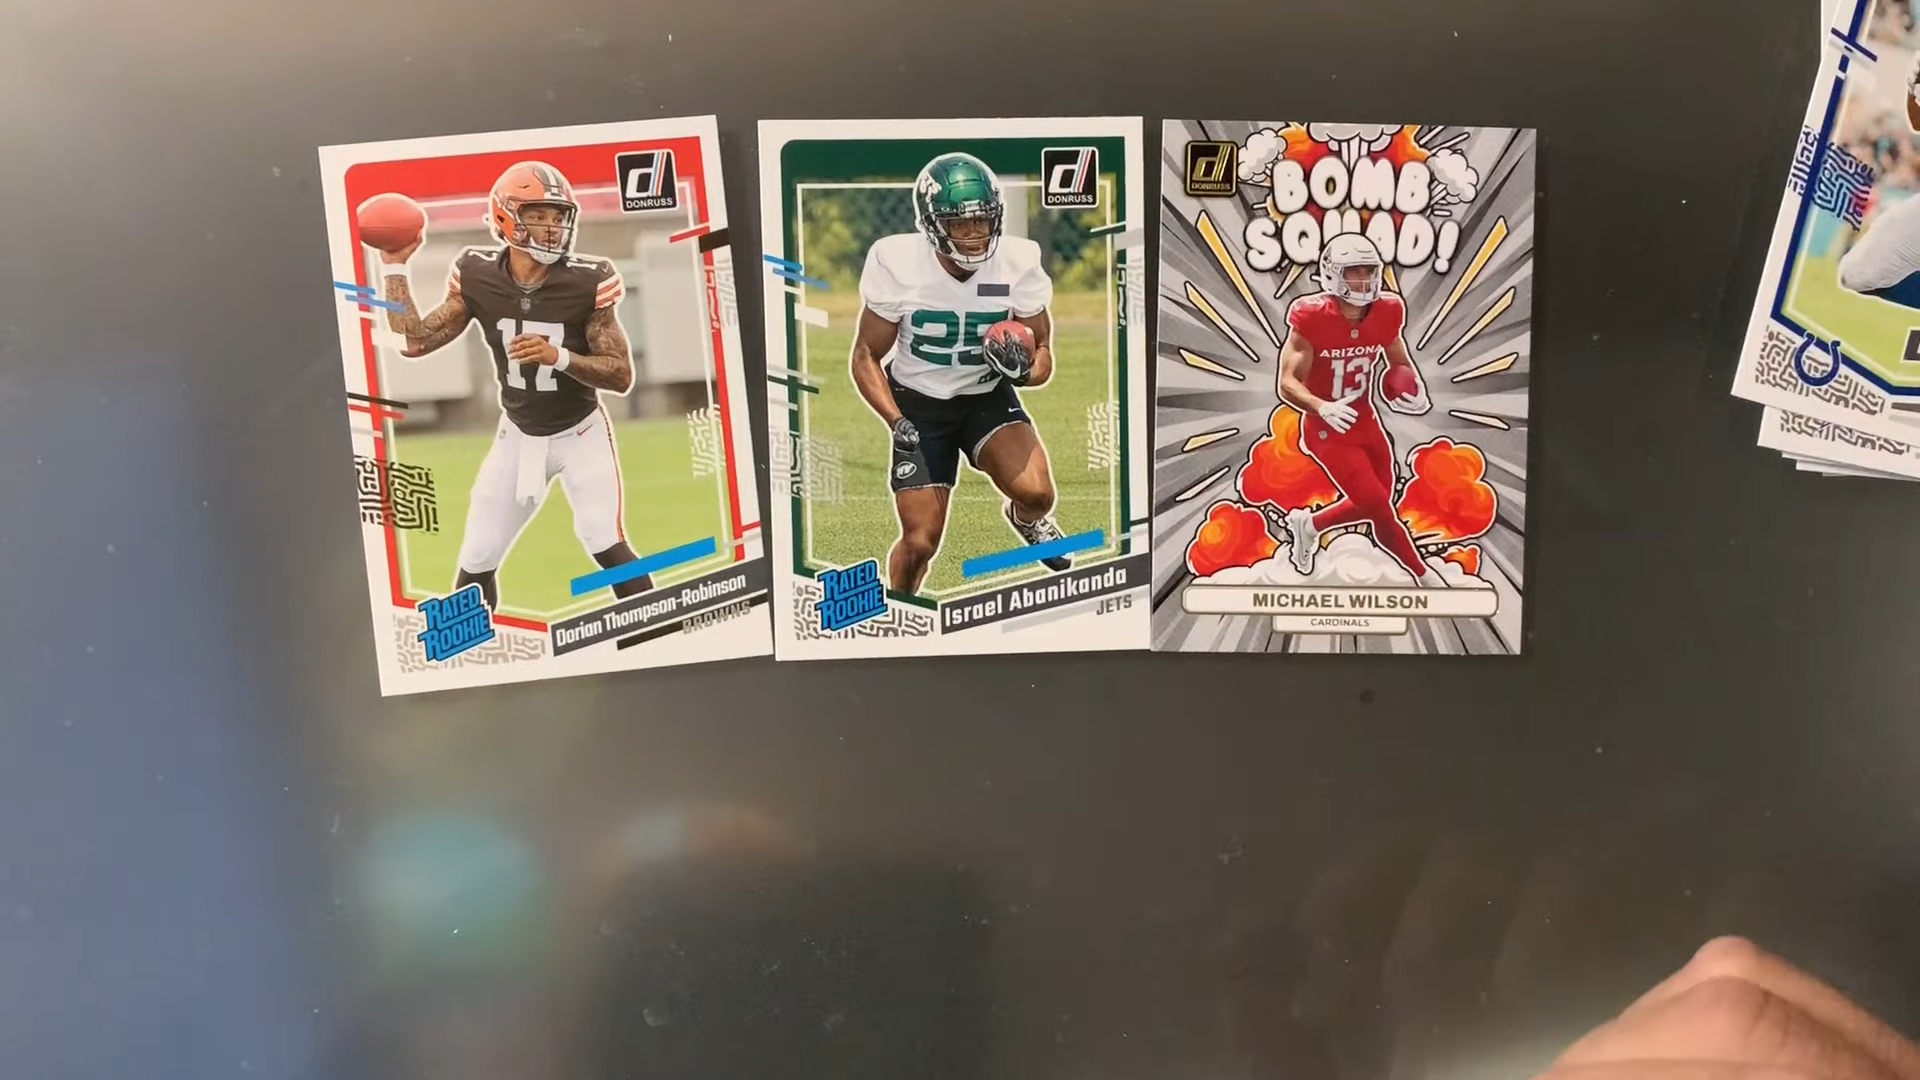 DONRUSS
17
17
RATED
ROOKIE
Dorian Thompson-Robinson
BROWNS
DONRUSS
25
RATED
ROOKIE
Israel Abanikanda
JETS
DONRUSS
BOMB
SQUAD!
ARIZONA
13
MICHAEL WILSON
CARDINALS